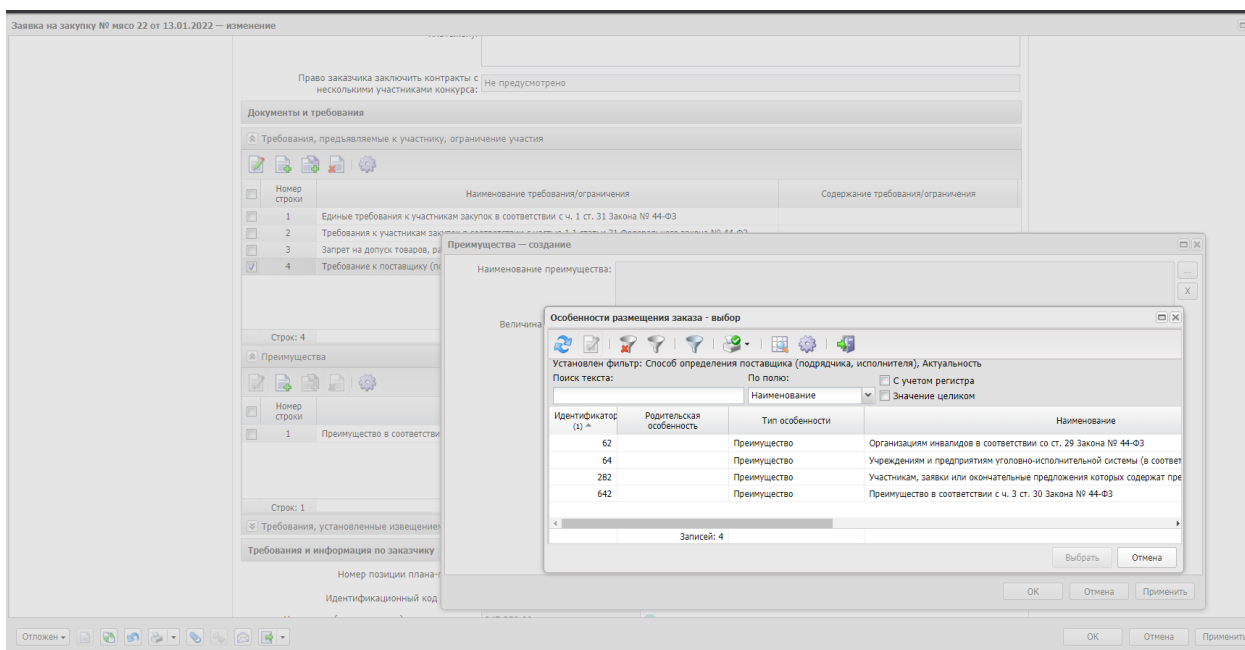 Заявка на закупку № мясо 22 от 13.01.2022 — изменение
Право заказчика заключить контракты с
несколькими участниками конкурса:
Не предусмотрено
Документы и требования
Требования, предъявляемые к участнику, ограничение участия
Номер строки
Наименование требования/ограничения
Содержание требования/ограничения
1 Единые требования к участникам закупок в соответствии с ч. 1 ст. 31 Закона № 44-ФЗ
2 Требования к участникам
3 Запрет на допуск товаров,
4 Требование к поставщику
Строк: 4
Преимущества
Номер строки
1 Преимущество в
Строк: 1
Требования, установленные
Требования и информация по заказчику
Номер позиции
Идентификационный код
Преимущества — создание
Наименование преимущества:
...
X
Величина
Особенности размещения заказа - выбор
Установлен фильтр: Способ определения поставщика (подрядчика, исполнителя), Актуальность
Поиск текста:
По полю:
Наименование
С учетом регистра
Значение целиком
Идентификатор (1)
Родительская особенность
Тип особенности
Наименование
62 Преимущество Организациям инвалидов в соответствии со ст. 29 Закона № 44-ФЗ
64 Преимущество Учреждениям и предприятиям уголовно-исполнительной системы (в соответ
282 Преимущество Участникам, заявки или окончательные предложения которых содержат пре
642 Преимущество Преимущество в соответствии с ч. 3 ст. 30 Закона № 44-ФЗ
Записей: 4
Выбрать
Отмена
ОК
Отмена
Применить
Отложен
ОК
Отмена
Применить